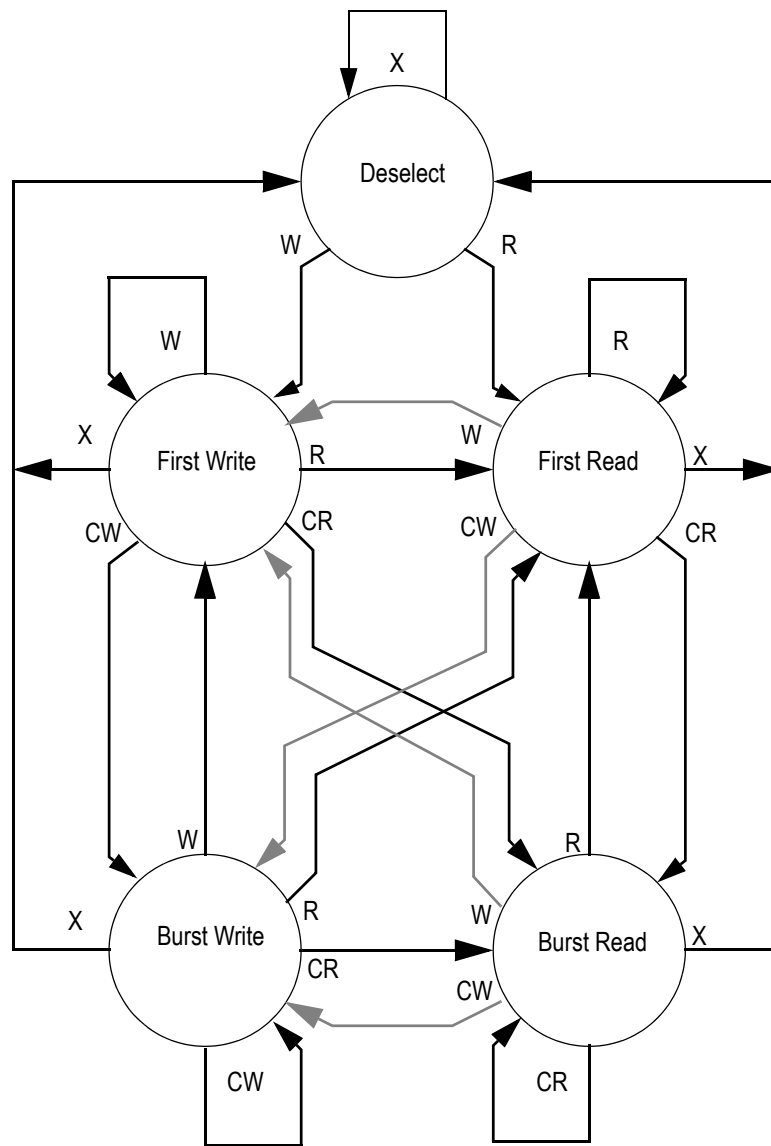 X
Deselect
W
R
W
R
X
W
First Write
R
First Read
X
CW
CR
CW
CR
W
R
X
R
W
Burst Write
Burst Read
X
CR
CW
CW
CR